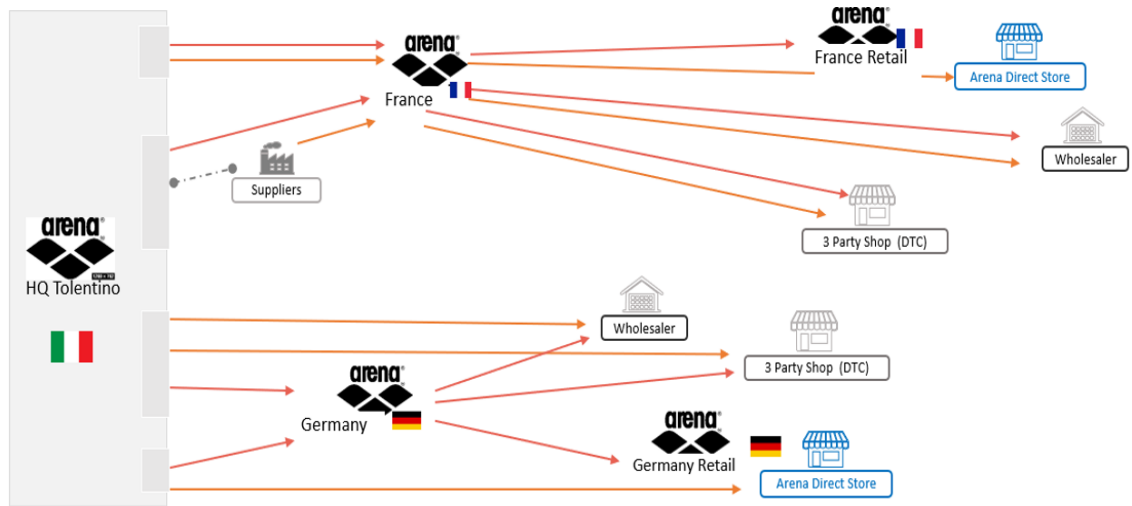 arena
France Retail
Arena Direct Store
arena
France
Wholesaler
Suppliers
3 Party Shop (DTC)
arena
HQ Tolentino
Wholesaler
3 Party Shop (DTC)
arena
Germany
arena
Germany Retail
Arena Direct Store